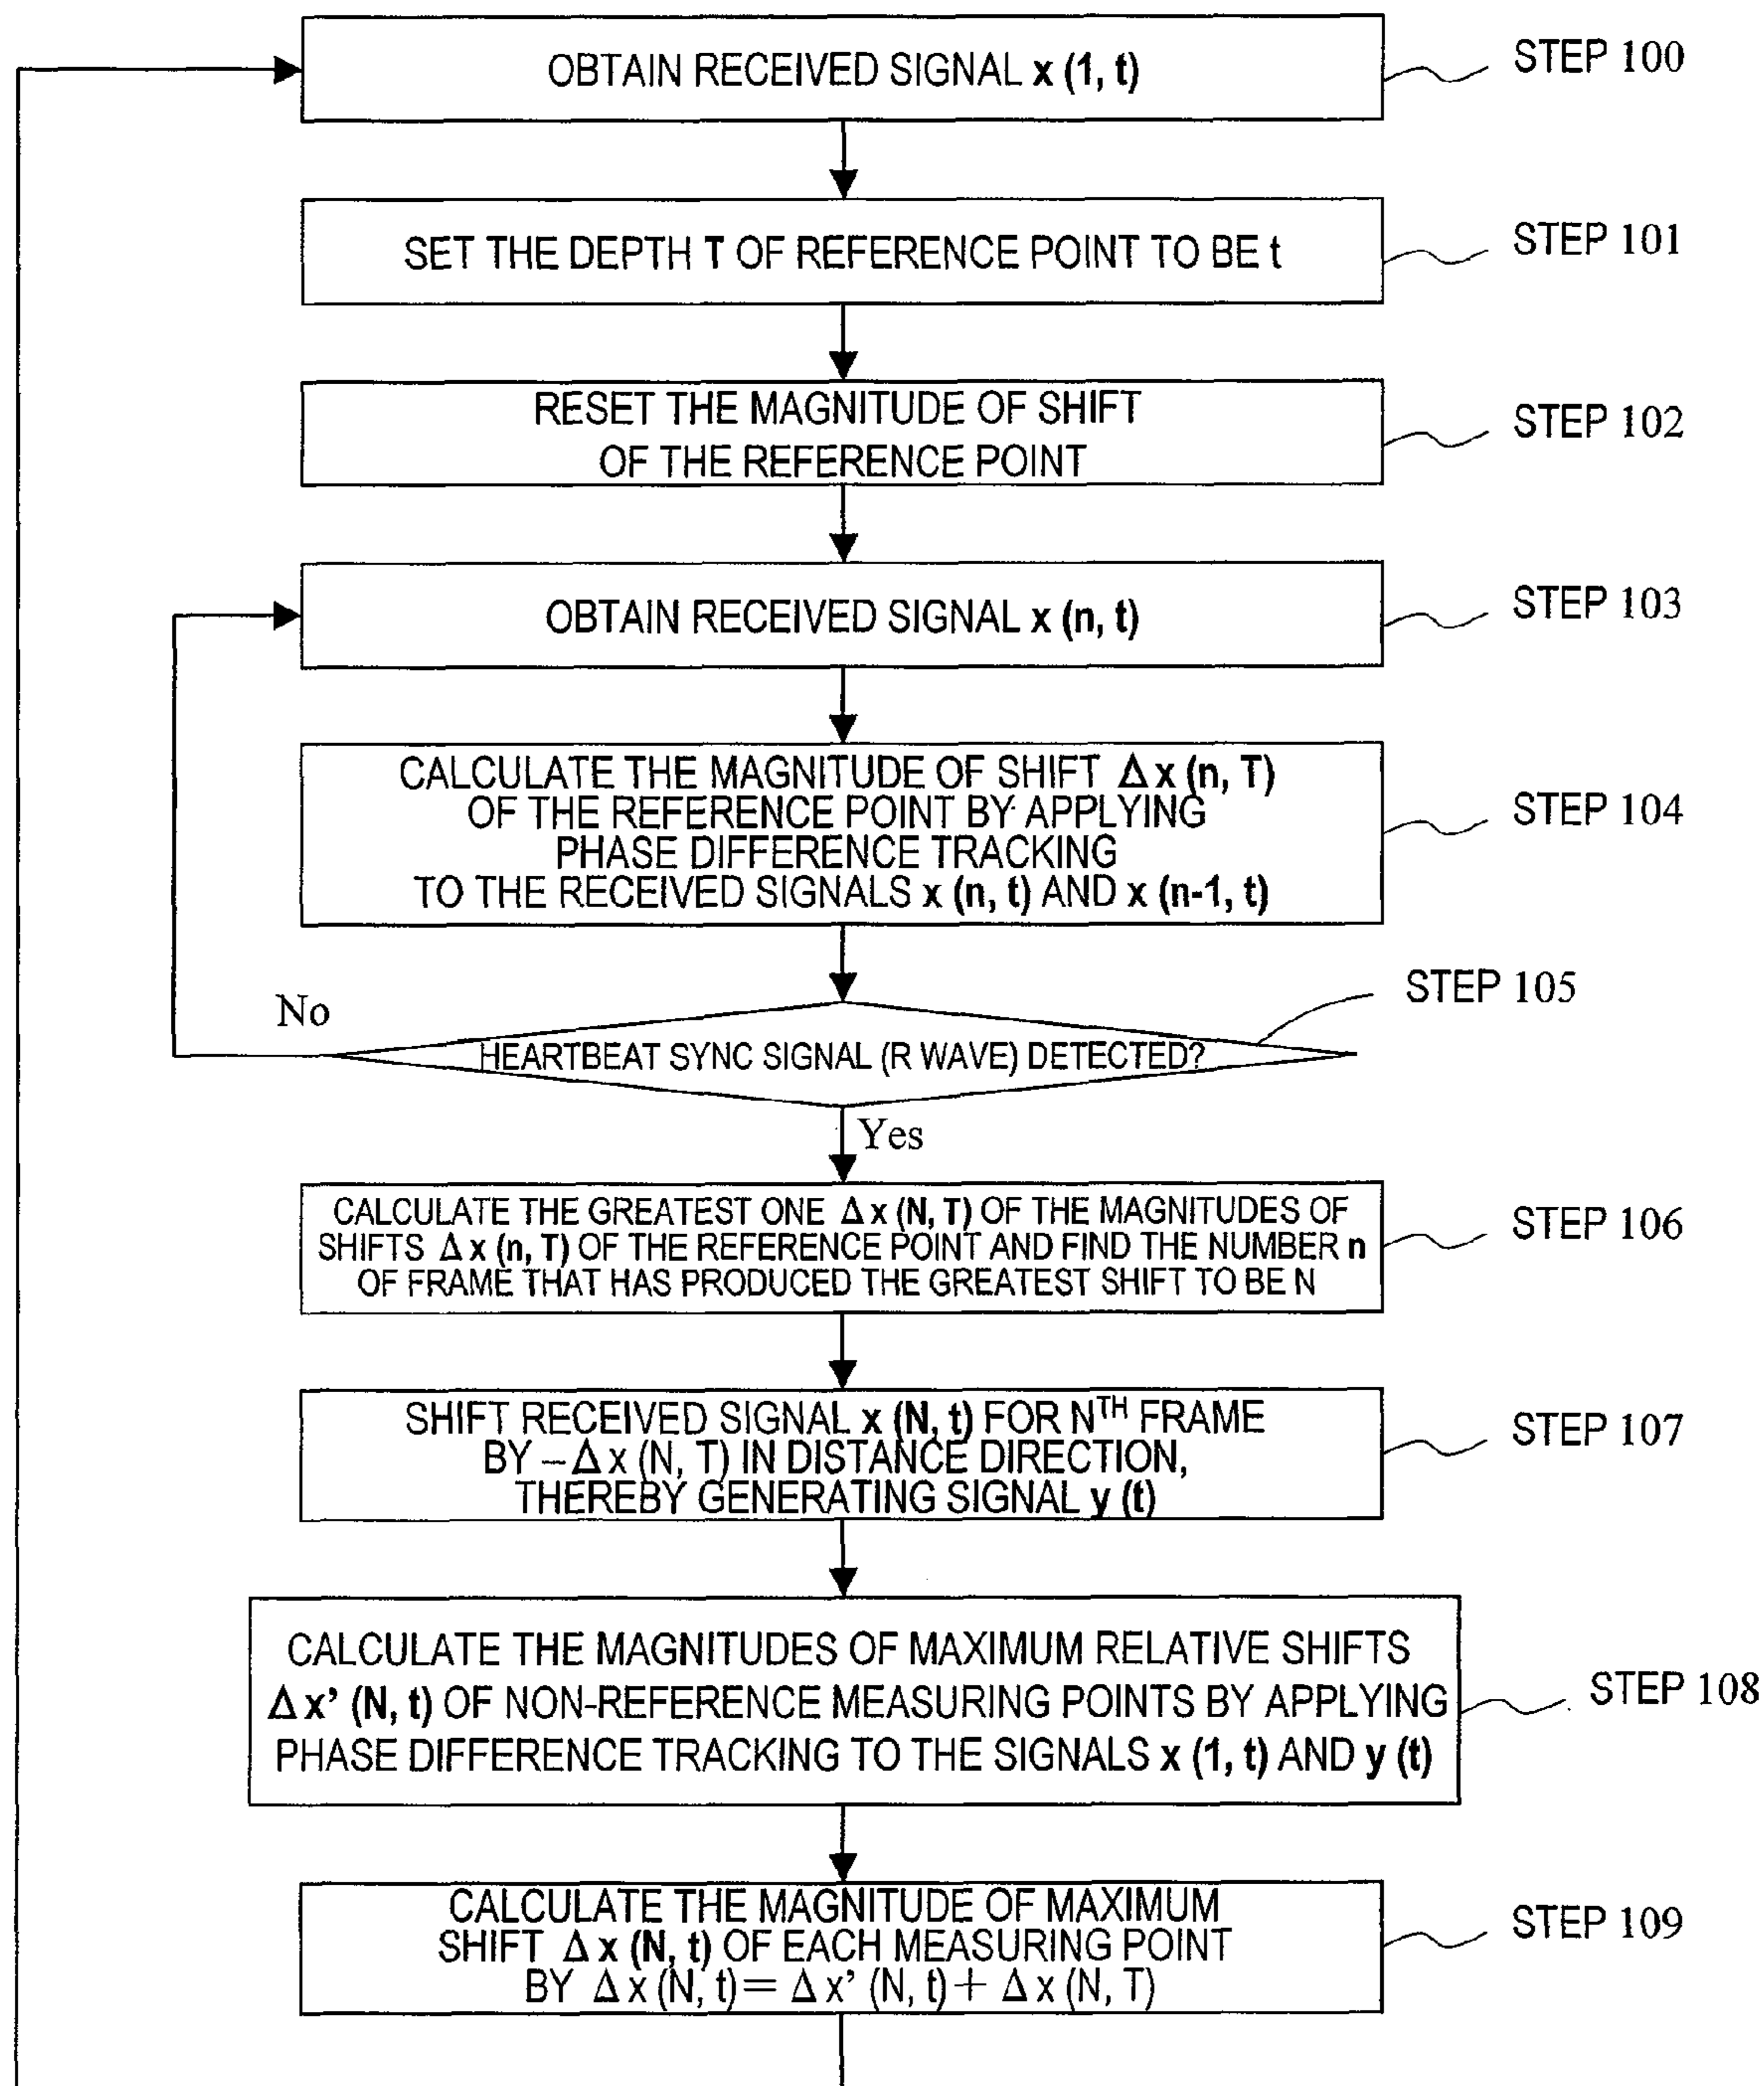 OBTAIN RECEIVED SIGNAL x (1, t)
STEP 100
SET THE DEPTH T OF REFERENCE POINT TO BE t
STEP 101
RESET THE MAGNITUDE OF SHIFT
OF THE REFERENCE POINT
STEP 102
OBTAIN RECEIVED SIGNAL x (n, t)
STEP 103
CALCULATE THE MAGNITUDE OF SHIFT Δx (n, T)
OF THE REFERENCE POINT BY APPLYING
PHASE DIFFERENCE TRACKING
TO THE RECEIVED SIGNALS x (n, t) AND x (n-1, t)
STEP 104
No
HEARTBEAT SYNC SIGNAL (R WAVE) DETECTED?
STEP 105
Yes
CALCULATE THE GREATEST ONE Δx (N, T) OF THE MAGNITUDES OF
SHIFTS Δx (n, T) OF THE REFERENCE POINT AND FIND THE NUMBER n
OF FRAME THAT HAS PRODUCED THE GREATEST SHIFT TO BE N
STEP 106
SHIFT RECEIVED SIGNAL x (N, t) FOR Nᵀᴴ FRAME
BY −Δx (N, T) IN DISTANCE DIRECTION,
THEREBY GENERATING SIGNAL y (t)
STEP 107
CALCULATE THE MAGNITUDES OF MAXIMUM RELATIVE SHIFTS
Δx’ (N, t) OF NON-REFERENCE MEASURING POINTS BY APPLYING
PHASE DIFFERENCE TRACKING TO THE SIGNALS x (1, t) AND y (t)
STEP 108
CALCULATE THE MAGNITUDE OF MAXIMUM
SHIFT Δx (N, t) OF EACH MEASURING POINT
BY Δx (N, t)= Δx’ (N, t)+ Δx (N, T)
STEP 109